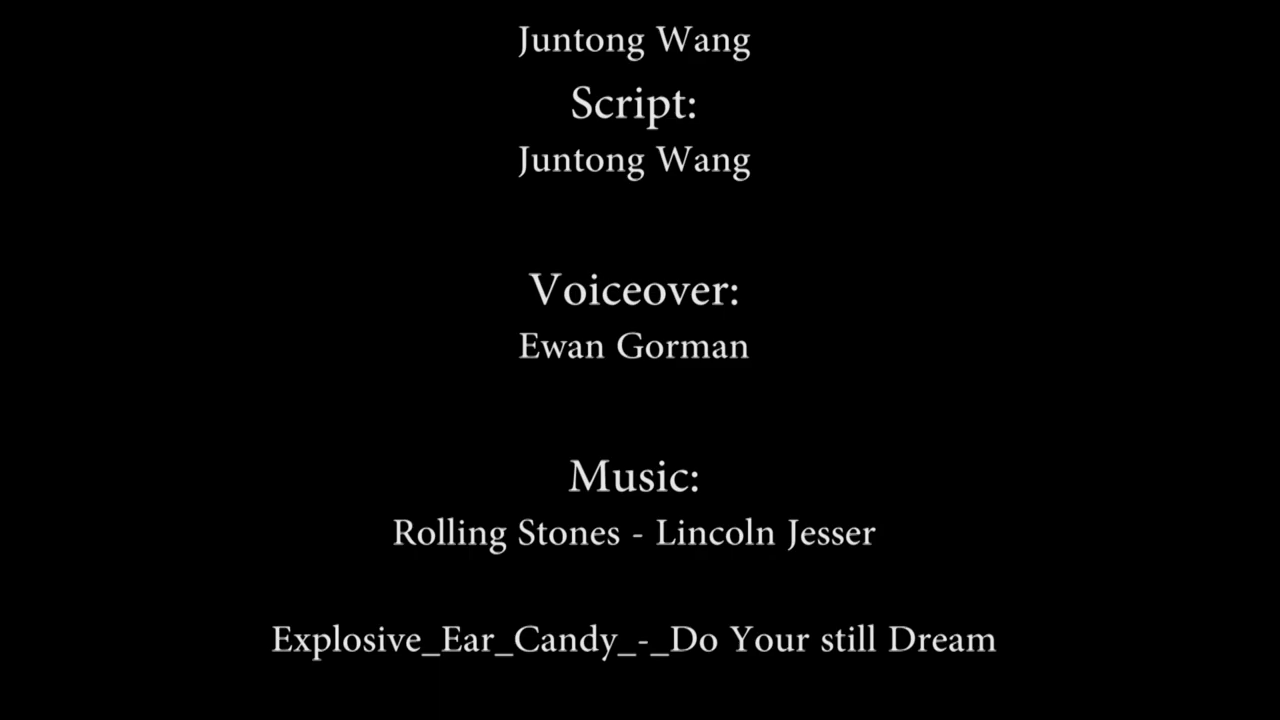 Juntong Wang
Script:
Juntong Wang
Voiceover:
Ewan Gorman
Music:
Rolling Stones - Lincoln Jesser
Explosive_Ear_Candy_-_Do Your still Dream